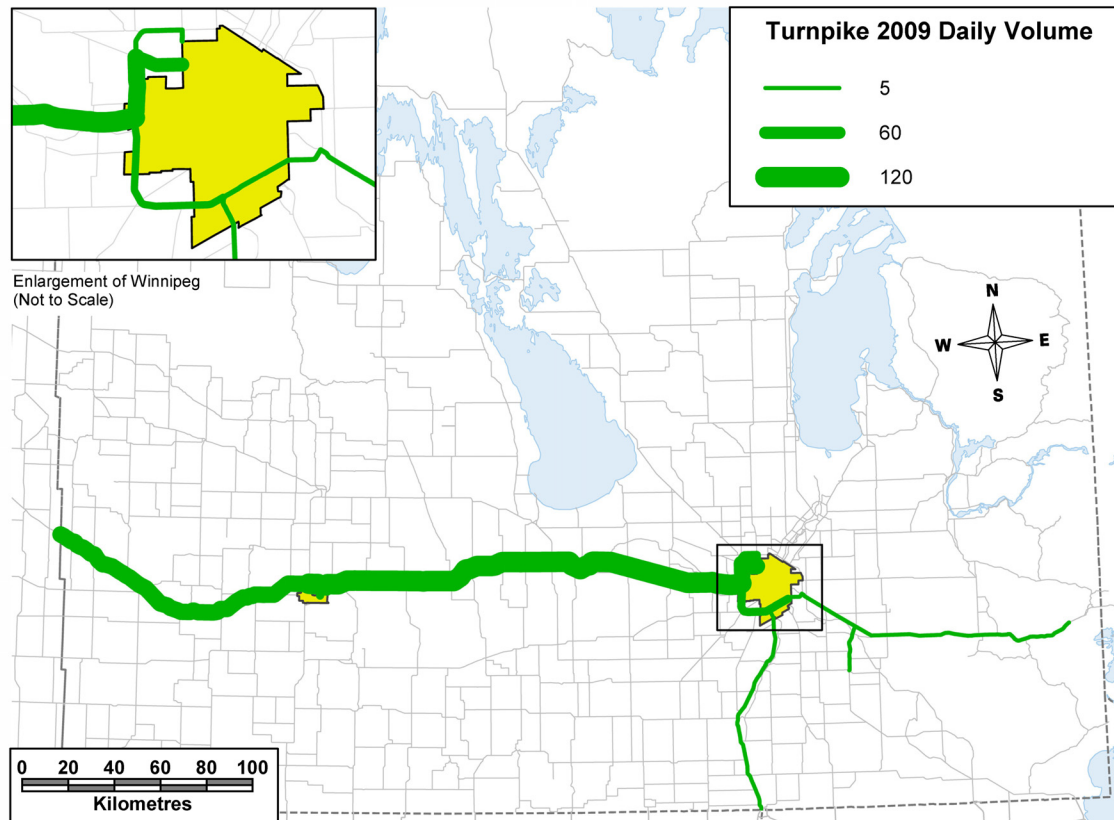 Turnpike 2009 Daily Volume
5
60
120
Enlargement of Winnipeg
(Not to Scale)
N
W E
S
0 20 40 60 80 100
Kilometres